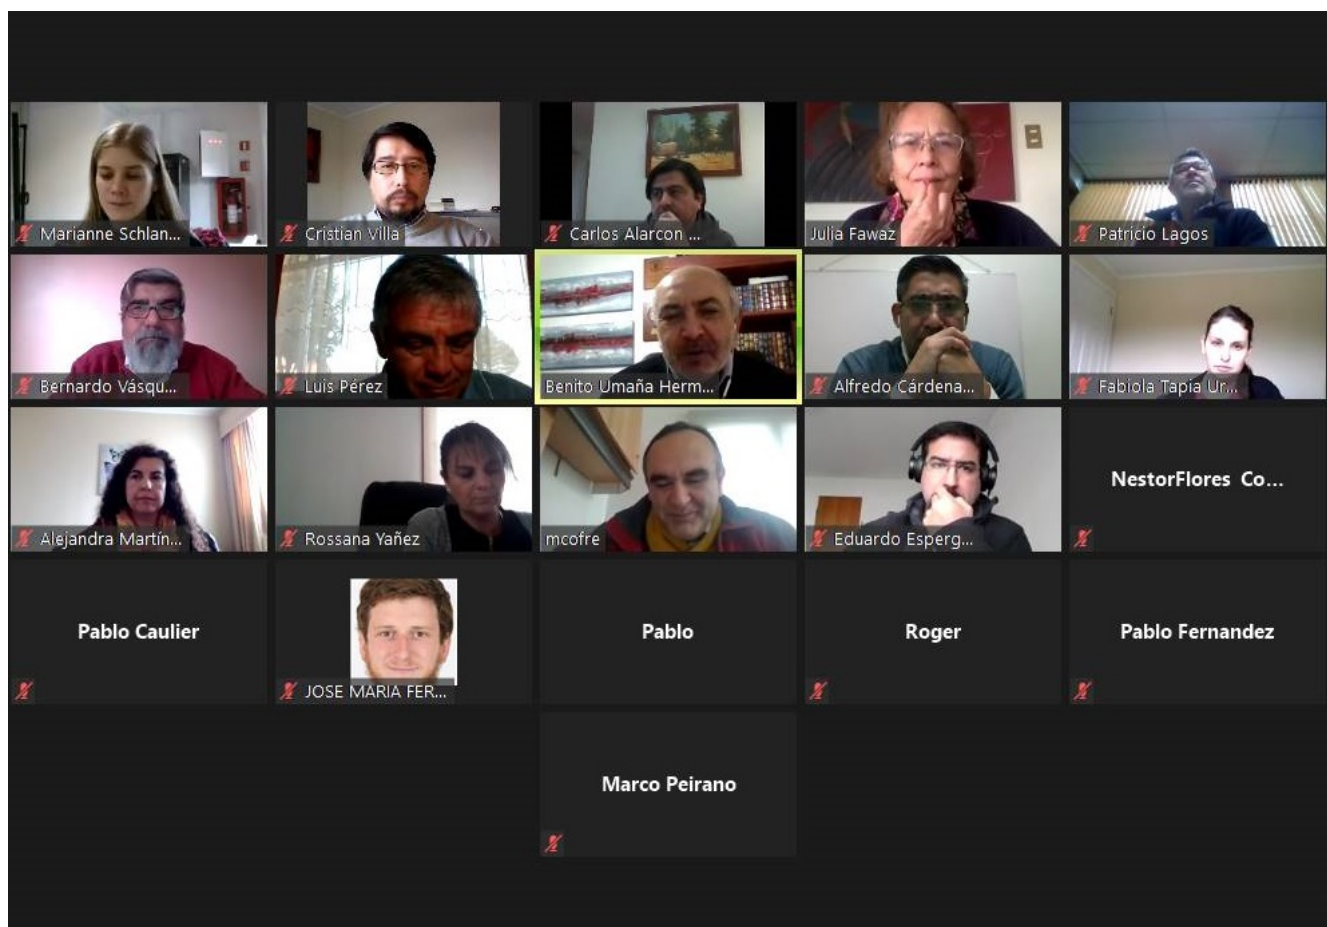 Marianne Schlan...
Cristian Villa
Carlos Alarcon ...
Julia Fawaz
Patricio Lagos
Bernardo Vásqu...
Luis Pérez
Benito Umaña Herm...
Alfredo Cárdena...
Fabiola Tapia Ur...
Alejandra Martín...
Rossana Yañez
mcofre
Eduardo Esperg...
NestorFlores Co...
Pablo Caulier
JOSE MARIA FER...
Pablo
Roger
Pablo Fernandez
Marco Peirano